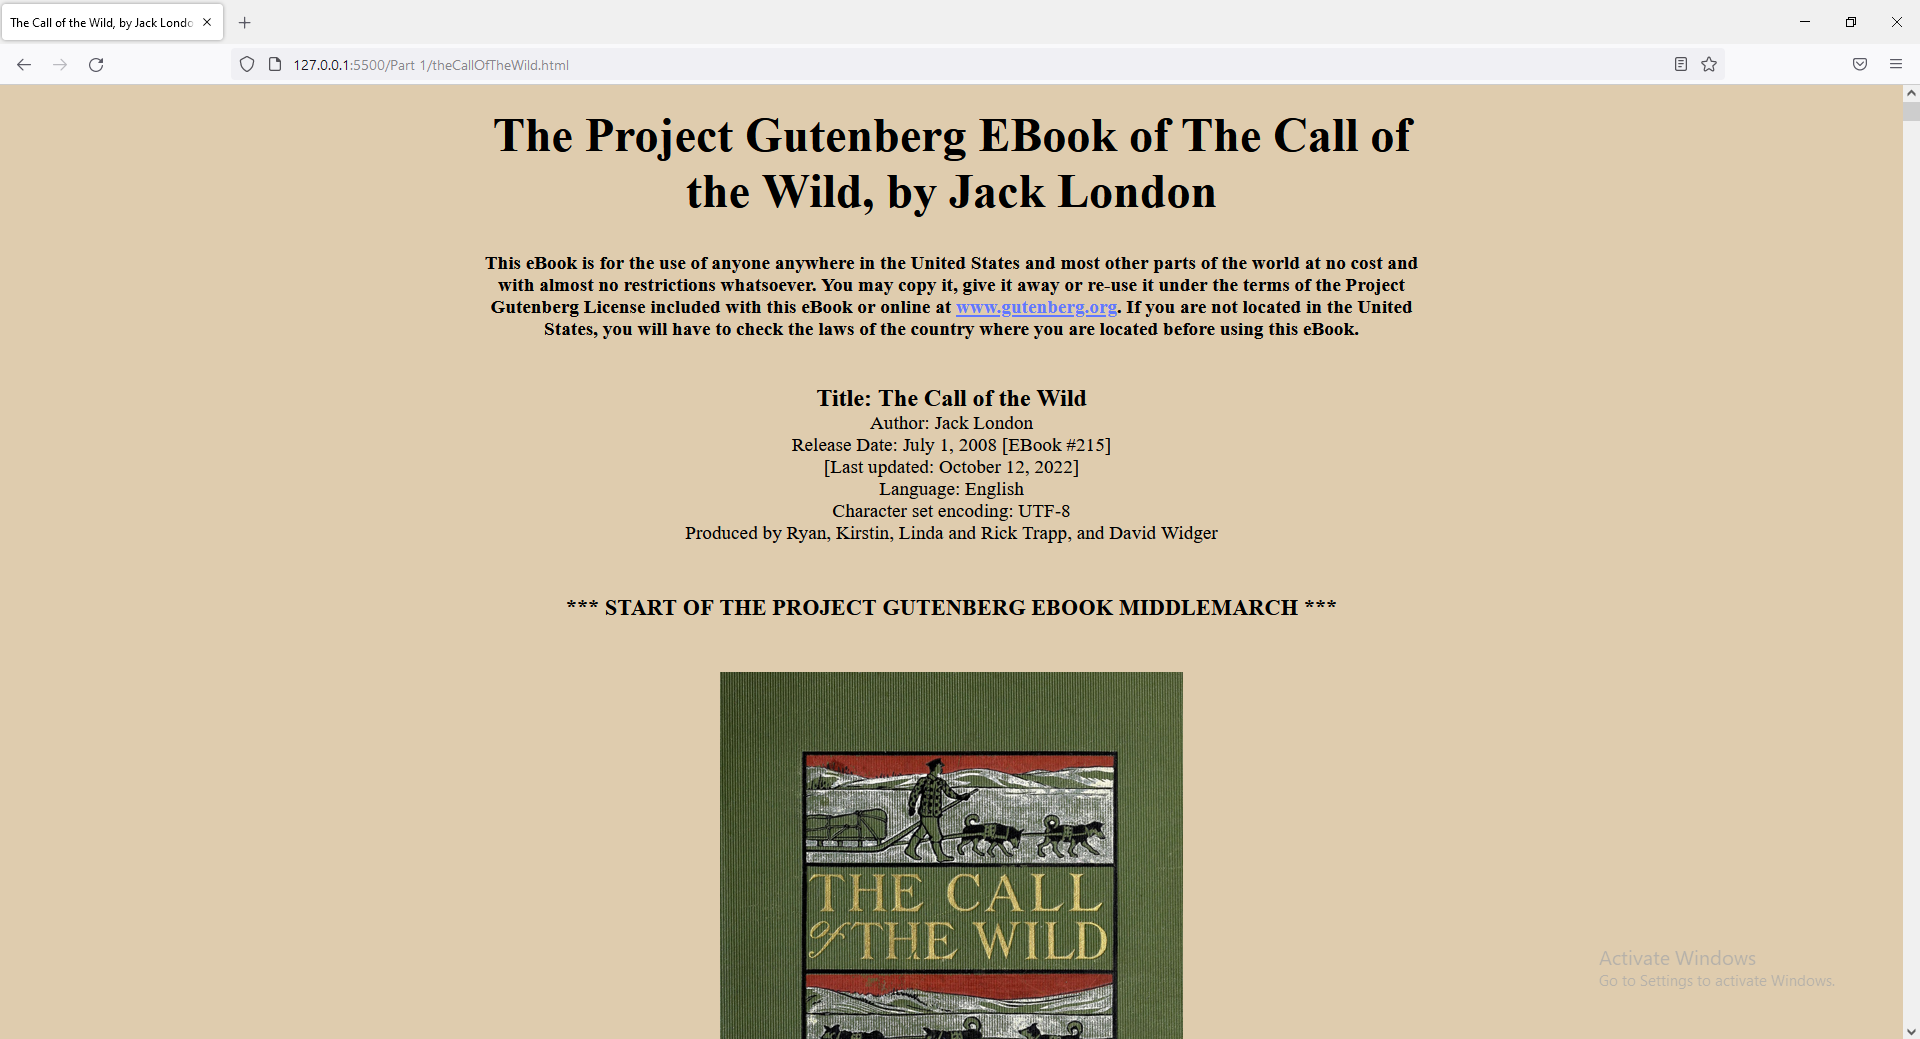 The Call of the Wild, by Jack Londo
127.0.0.1:5500/Part 1/theCallOfTheWild.html
The Project Gutenberg EBook of The Call of
the Wild, by Jack London
This eBook is for the use of anyone anywhere in the United States and most other parts of the world at no cost and
with almost no restrictions whatsoever. You may copy it, give it away or re-use it under the terms of the Project
Gutenberg License included with this eBook or online at www.gutenberg.org. If you are not located in the United
States, you will have to check the laws of the country where you are located before using this eBook.
Title: The Call of the Wild
Author: Jack London
Release Date: July 1, 2008 [EBook #215]
[Last updated: October 12, 2022]
Language: English
Character set encoding: UTF-8
Produced by Ryan, Kirstin, Linda and Rick Trapp, and David Widger
*** START OF THE PROJECT GUTENBERG EBOOK MIDDLEMARCH ***
THE CALL
of THE WILD
Activate Windows
Go to Settings to activate Windows.